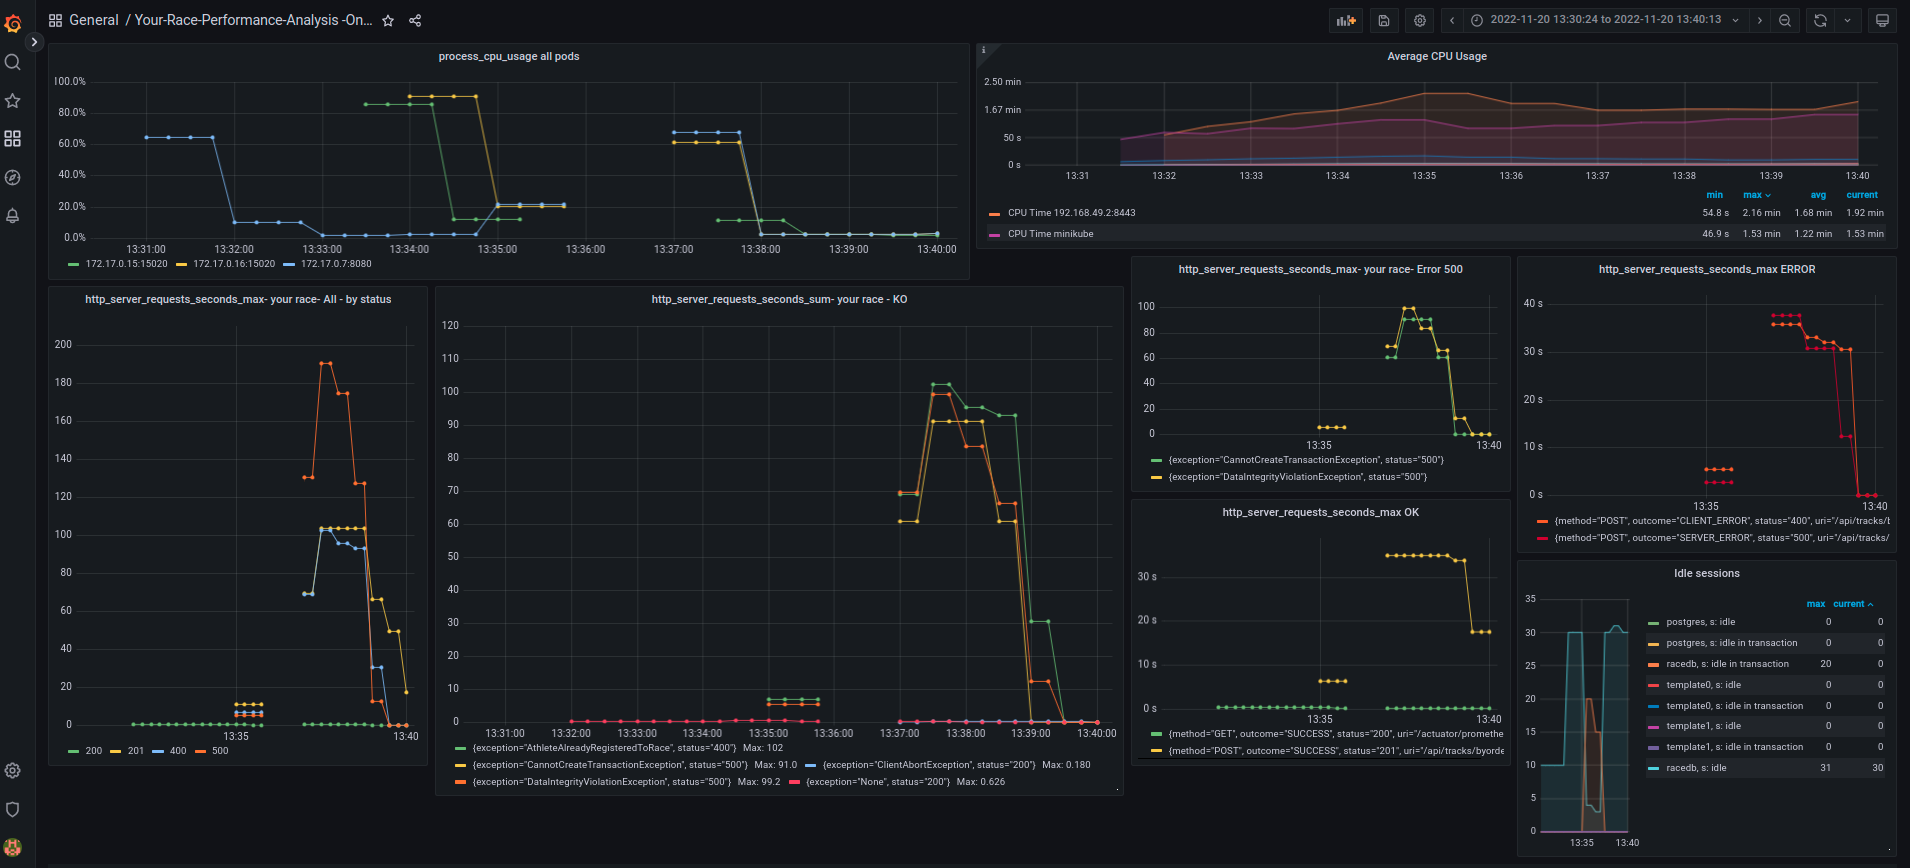 General / Your-Race-Performance-Analysis -On...
2022-11-20 13:30:24 to 2022-11-20 13:40:13
process_cpu_usage all pods
100.0%
80.0%
60.0%
40.0%
20.0%
0.0%
13:31:00 13:32:00 13:33:00 13:34:00 13:35:00 13:36:00 13:37:00 13:38:00 13:39:00 13:40:00
172.17.0.15:15020 172.17.0.16:15020 172.17.0.7:8080
i
Average CPU Usage
2.50 min
1.67 min
50 s
0 s
13:31 13:32 13:33 13:34 13:35 13:36 13:37 13:38 13:39 13:40
min max avg current
CPU Time 192.168.49.2:8443 54.8 s 2.16 min 1.68 min 1.92 min
CPU Time minikube 46.9 s 1.53 min 1.22 min 1.53 min
http_server_requests_seconds_max- your race- All - by status
200
180
160
140
120
100
80
60
40
20
0
13:35 13:40
200 201 400 500
http_server_requests_seconds_sum- your race - KO
120
110
100
90
80
70
60
50
40
30
20
10
0
13:31:00 13:32:00 13:33:00 13:34:00 13:35:00 13:36:00 13:37:00 13:38:00 13:39:00 13:40:00
{exception="AthleteAlreadyRegisteredToRace", status="400"} Max: 102
{exception="CannotCreateTransactionException", status="500"} Max: 91.0 {exception="ClientAbortException", status="200"} Max: 0.180
{exception="DataIntegrityViolationException", status="500"} Max: 99.2 {exception="None", status="200"} Max: 0.626
http_server_requests_seconds_max- your race- Error 500
100
80
60
40
20
0
13:35 13:40
{exception="CannotCreateTransactionException", status="500"}
{exception="DataIntegrityViolationException", status="500"}
http_server_requests_seconds_max OK
30 s
20 s
10 s
0 s
13:35 13:40
{method="GET", outcome="SUCCESS", status="200", uri="/actuator/promethe
{method="POST", outcome="SUCCESS", status="201", uri="/api/tracks/byorde
http_server_requests_seconds_max ERROR
40 s
30 s
20 s
10 s
0 s
13:35 13:40
{method="POST", outcome="CLIENT_ERROR", status="400", uri="/api/tracks/b
{method="POST", outcome="SERVER_ERROR", status="500", uri="/api/tracks/
Idle sessions
35
30
25
20
15
10
5
0
13:35 13:40
max current
postgres, s: idle 0 0
postgres, s: idle in transaction 0 0
racedb, s: idle in transaction 20 0
template0, s: idle 0 0
template0, s: idle in transaction 0 0
template1, s: idle 0 0
template1, s: idle in transaction 0 0
racedb, s: idle 31 30